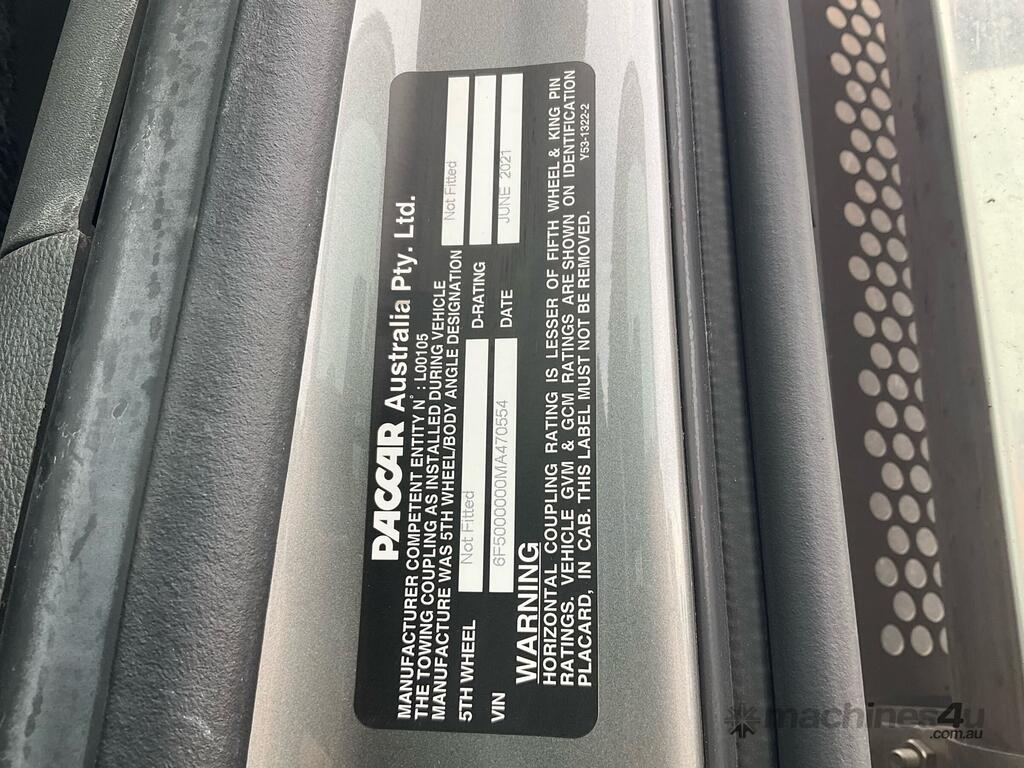 PACCAR Australia Pty. Ltd.
MANUFACTURER COMPETENT ENTITY N° : L00105
THE TOWING COUPLING AS INSTALLED DURING VEHICLE
MANUFACTURE WAS 5TH WHEEL/BODY ANGLE DESIGNATION Not Fitted
5TH WHEEL Not Fitted D-RATING
VIN 6F5000000MA470554 DATE JUNE 2021
WARNING
HORIZONTAL COUPLING RATING IS LESSER OF FIFTH WHEEL & KING PIN
RATINGS. VEHICLE GVM & GCM RATINGS ARE SHOWN ON IDENTIFICATION
PLACARD, IN CAB. THIS LABEL MUST NOT BE REMOVED. Y53-1322-2
machines4u
.com.au